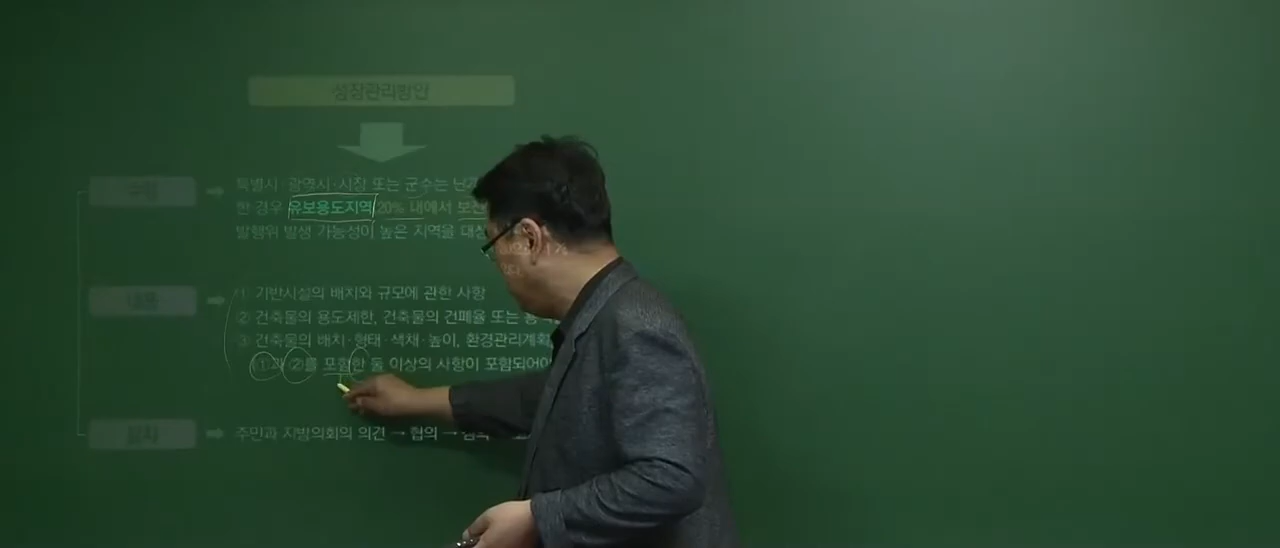 성장관리방안
수립
특별시·광역시·시장 또는 군수는 난개
한 경우 유보용도지역 20% 내에서 보전
발행위 발생 가능성이 높은 지역을 대상
내용
① 기반시설의 배치와 규모에 관한 사항
② 건축물의 용도제한, 건축물의 건폐율 또는 용적
③ 건축물의 배치·형태·색채·높이, 환경관리계획
①과 ②를 포함한 둘 이상의 사항이 포함되어야
절차
주민과 지방의회의 의견 → 협의 → 심의